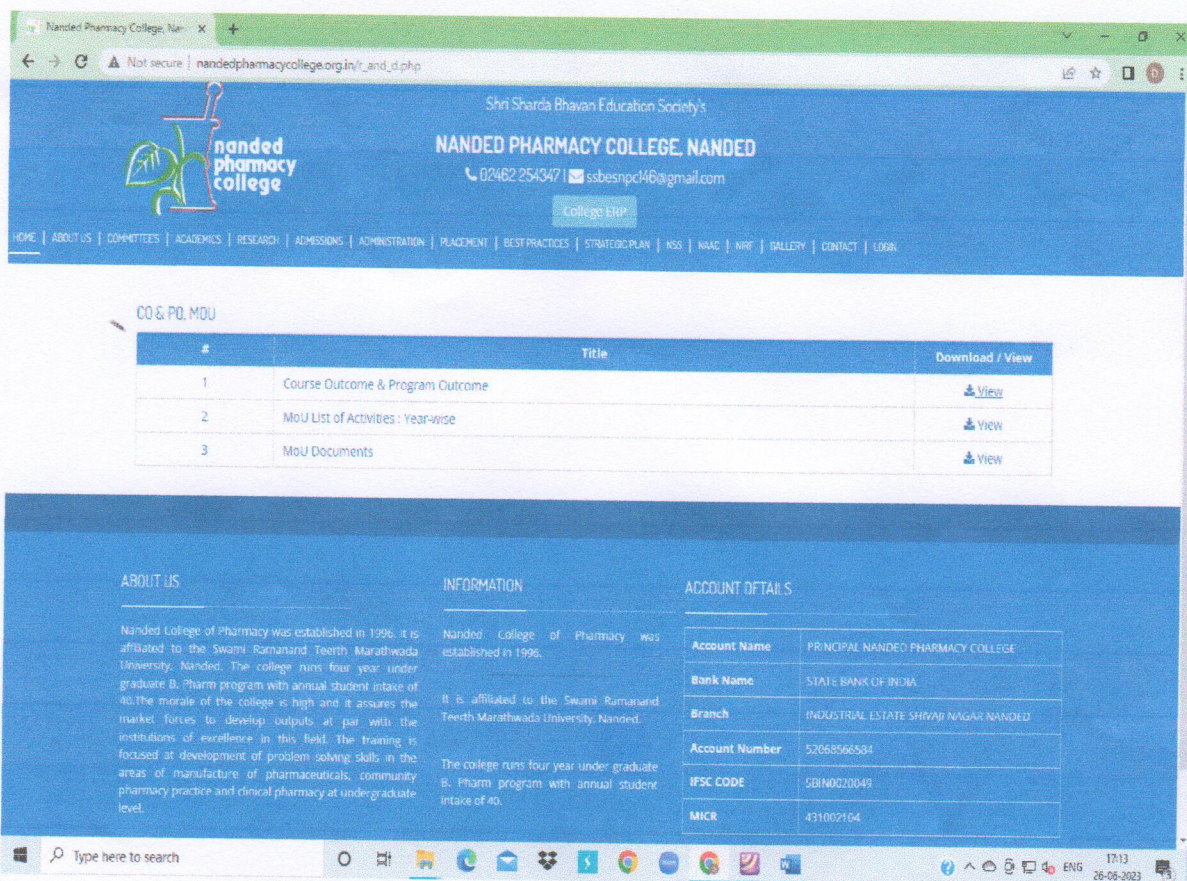 Nanded Pharmacy College, Nan
Not secure | nandedpharmacycollege.org.in/r_and_d.php
nanded
pharmacy
college
Shri Sharda Bhavan Education Society's
NANDED PHARMACY COLLEGE, NANDED
02462 254347 | ssbesnpc146@gmail.com
College ERP
HOME | ABOUT US | COMMITTEES | ACADEMICS | RESEARCH | ADMISSIONS | ADMINISTRATION | PLACEMENT | BEST PRACTICES | STRATEGIC PLAN | NSS | NAAC | NIRF | GALLERY | CONTACT | LOGIN
CO & PO, MOU
# Title Download / View
1 Course Outcome & Program Outcome View
2 MoU List of Activities : Year-wise View
3 MoU Documents View
ABOUT US
Nanded College of Pharmacy was established in 1996. It is
affiliated to the Swami Ramanand Teerth Marathwada
University, Nanded. The college runs four year under
graduate B. Pharm program with annual student intake of
40.The morale of the college is high and it assures the
market forces to develop outputs at par with the
institutions of excellence in this field. The training is
focused at development of problem solving skills in the
areas of manufacture of pharmaceuticals, community
pharmacy practice and clinical pharmacy at undergraduate
level.
INFORMATION
Nanded College of Pharmacy was
established in 1996.
It is affiliated to the Swami Ramanand
Teerth Marathwada University, Nanded.
The college runs four year under graduate
B. Pharm program with annual student
intake of 40.
ACCOUNT DETAILS
Account Name PRINCIPAL NANDED PHARMACY COLLEGE
Bank Name STATE BANK OF INDIA
Branch INDUSTRIAL ESTATE SHIVAJI NAGAR NANDED
Account Number 52068566584
IFSC CODE SBIN0020049
MICR 431002104
Type here to search
ENG
17:13
26-06-2023